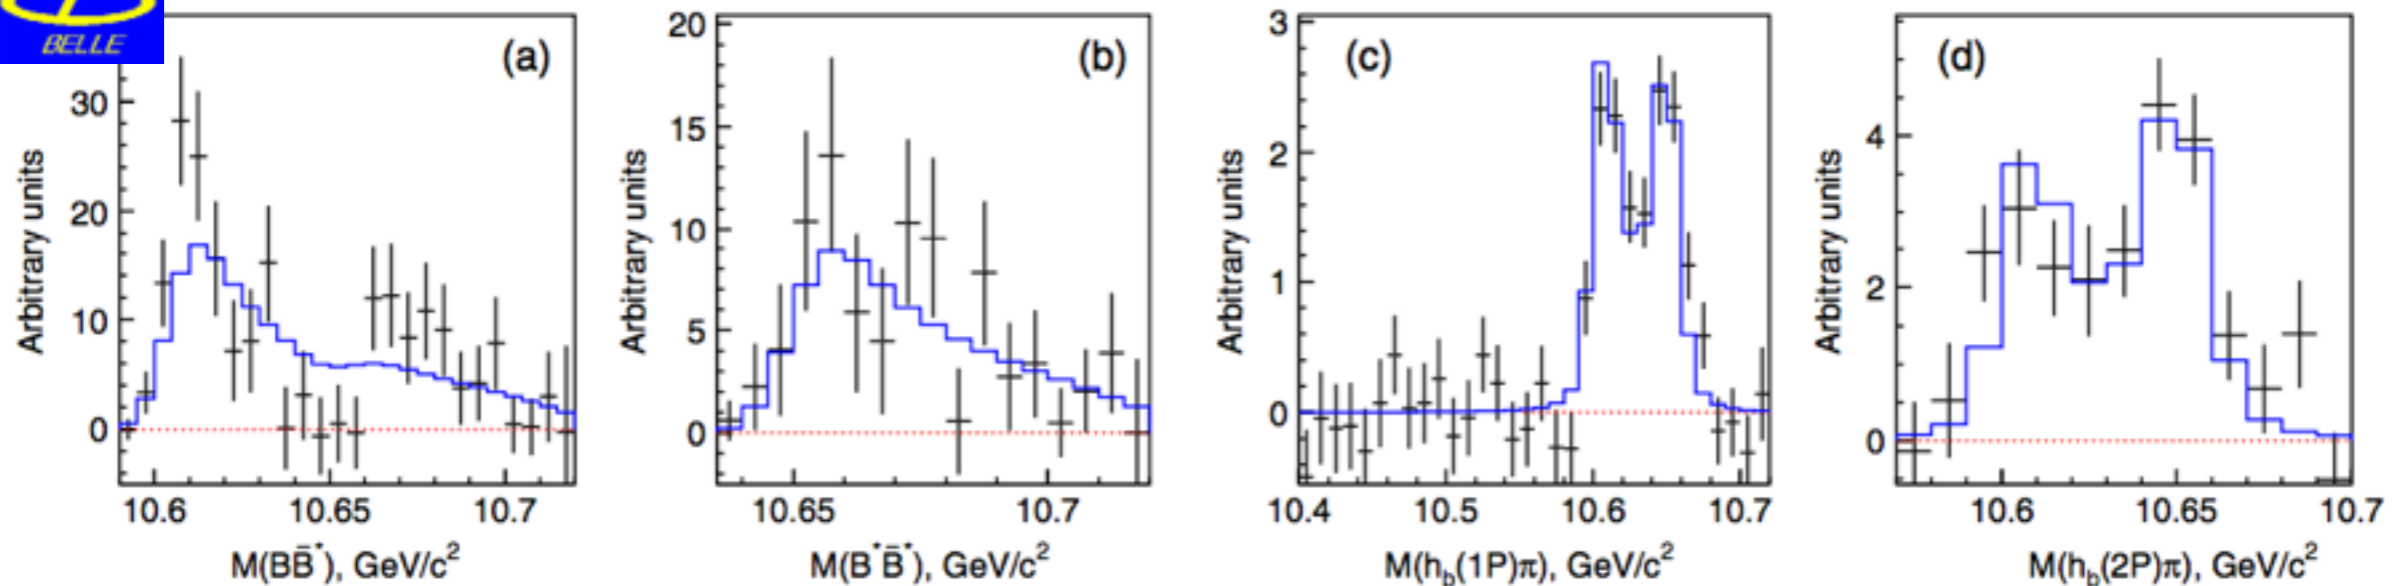 BELLE
(a)
30
20
10
0
Arbitrary units
10.6
10.65
10.7
M(BB̄*), GeV/c²
(b)
20
15
10
5
0
Arbitrary units
10.65
10.7
M(B*B̄*), GeV/c²
(c)
3
2
1
0
Arbitrary units
10.4
10.5
10.6
10.7
M(h_b(1P)π), GeV/c²
(d)
4
2
0
Arbitrary units
10.6
10.65
10.7
M(h_b(2P)π), GeV/c²